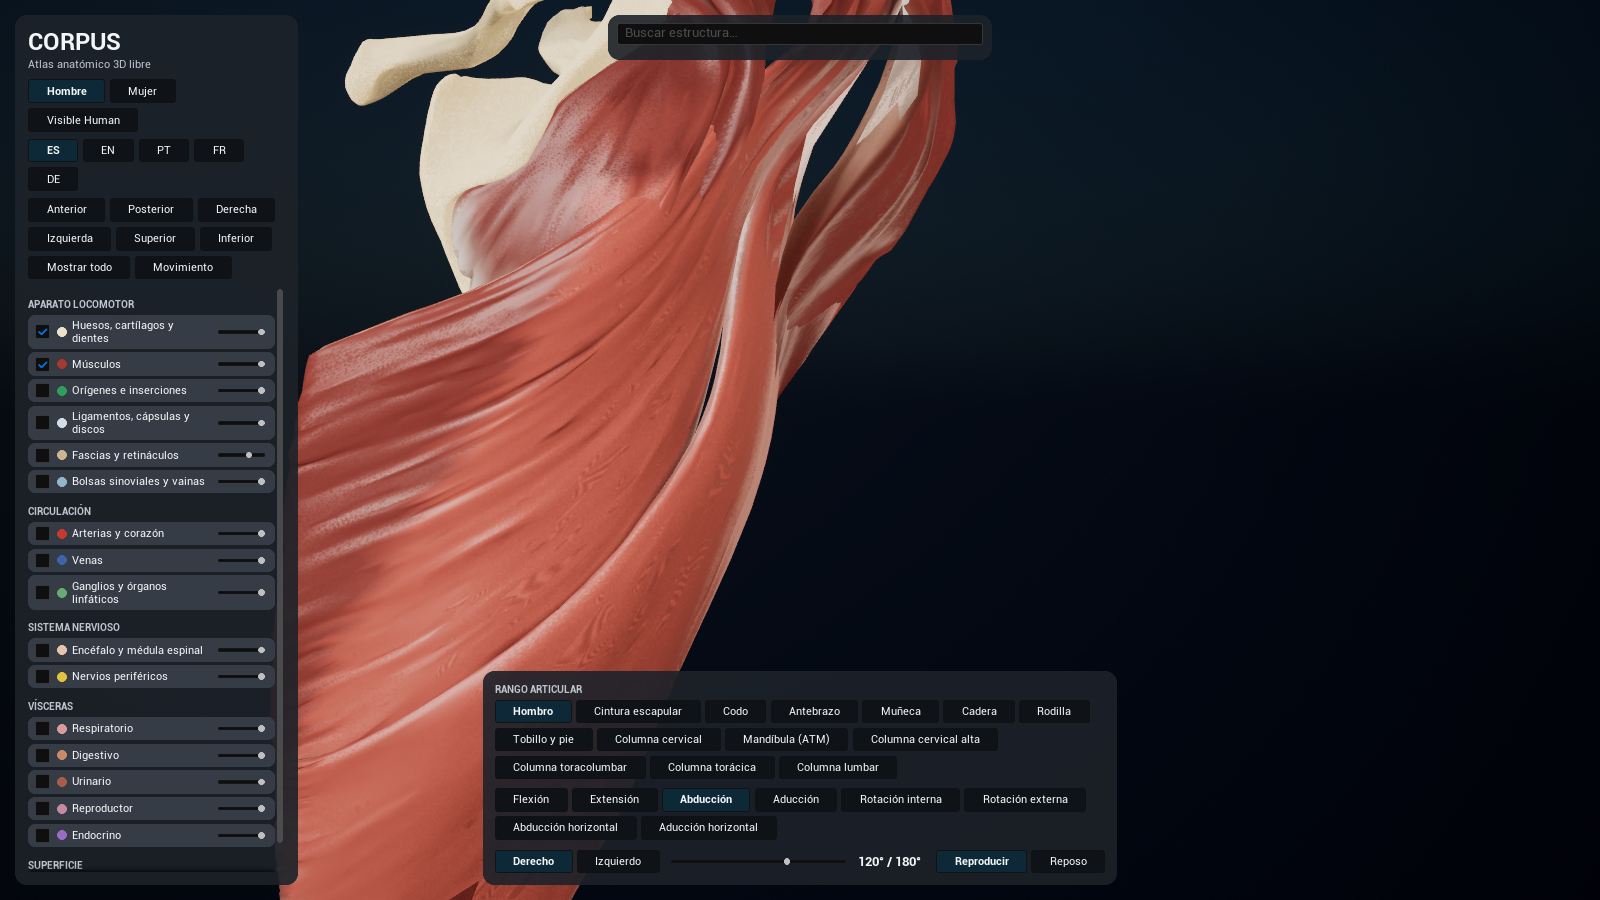 CORPUS
Atlas anatómico 3D libre
Hombre Mujer
Visible Human
ES EN PT FR
DE
Anterior Posterior Derecha
Izquierda Superior Inferior
Mostrar todo Movimiento
APARATO LOCOMOTOR
Huesos, cartílagos y
dientes
Músculos
Orígenes e inserciones
Ligamentos, cápsulas y
discos
Fascias y retináculos
Bolsas sinoviales y vainas
CIRCULACIÓN
Arterias y corazón
Venas
Ganglios y órganos
linfáticos
SISTEMA NERVIOSO
Encéfalo y médula espinal
Nervios periféricos
VÍSCERAS
Respiratorio
Digestivo
Urinario
Reproductor
Endocrino
SUPERFICIE
Buscar estructura...
RANGO ARTICULAR
Hombro Cintura escapular Codo Antebrazo Muñeca Cadera Rodilla
Tobillo y pie Columna cervical Mandíbula (ATM) Columna cervical alta
Columna toracolumbar Columna torácica Columna lumbar
Flexión Extensión Abducción Aducción Rotación interna Rotación externa
Abducción horizontal Aducción horizontal
Derecho Izquierdo 120° / 180° Reproducir Reposo